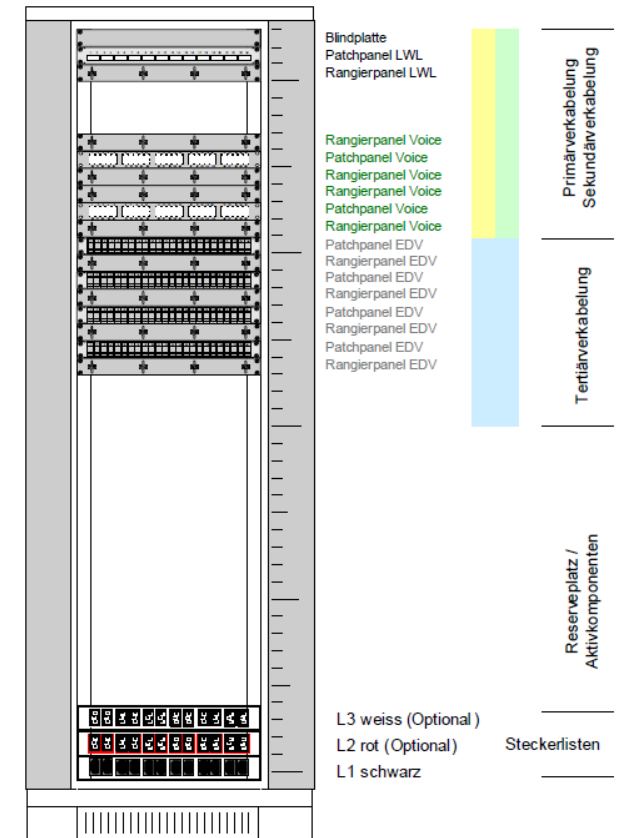 Blindplatte
Patchpanel LWL
Rangierpanel LWL
Rangierpanel Voice
Patchpanel Voice
Rangierpanel Voice
Rangierpanel Voice
Patchpanel Voice
Rangierpanel Voice
Patchpanel EDV
Rangierpanel EDV
Patchpanel EDV
Rangierpanel EDV
Patchpanel EDV
Rangierpanel EDV
Patchpanel EDV
Rangierpanel EDV
Primärverkabelung
Sekundärverkabelung
Tertiärverkabelung
Reserveplatz /
Aktivkomponenten
L3 weiss (Optional)
L2 rot (Optional)
Steckerlisten
L1 schwarz